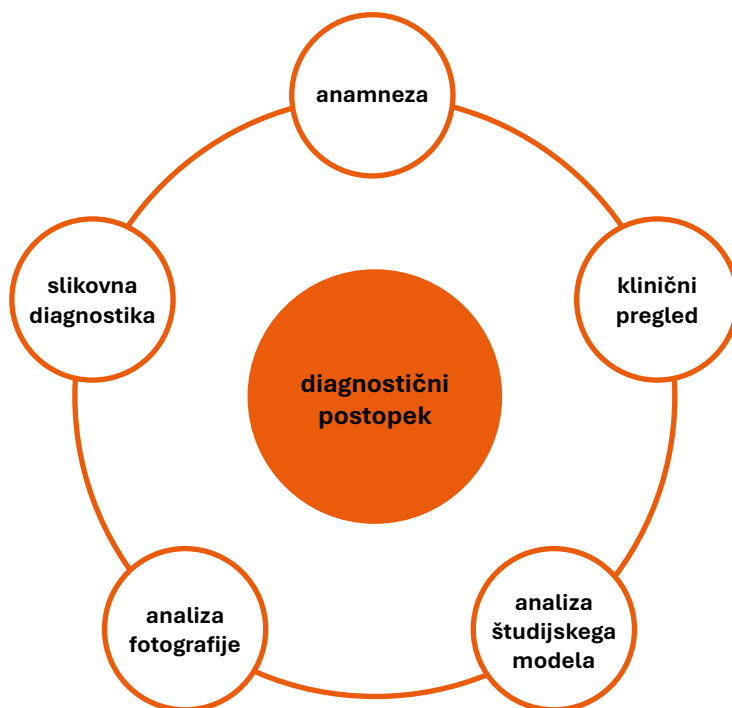 anamneza
klinični
pregled
analiza
študijskega
modela
analiza
fotografije
slikovna
diagnostika
diagnostični
postopek